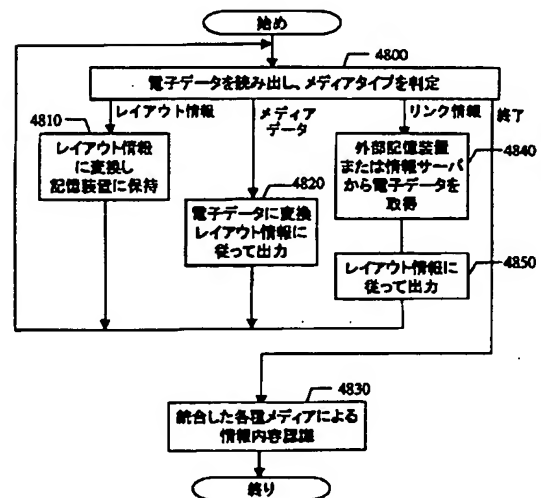 始め
4800
電子データを読み出し、メディアタイプを判定
レイアウト情報
メディア
データ
リンク情報
終了
4810
レイアウト情報
に変換し
記憶装置に保持
4820
電子データに変換
レイアウト情報に
従って出力
4840
外部記憶装置
または情報サーバ
から電子データを
取得
4850
レイアウト情報に
従って出力
4830
統合した各種メディアによる
情報内容認識
終り